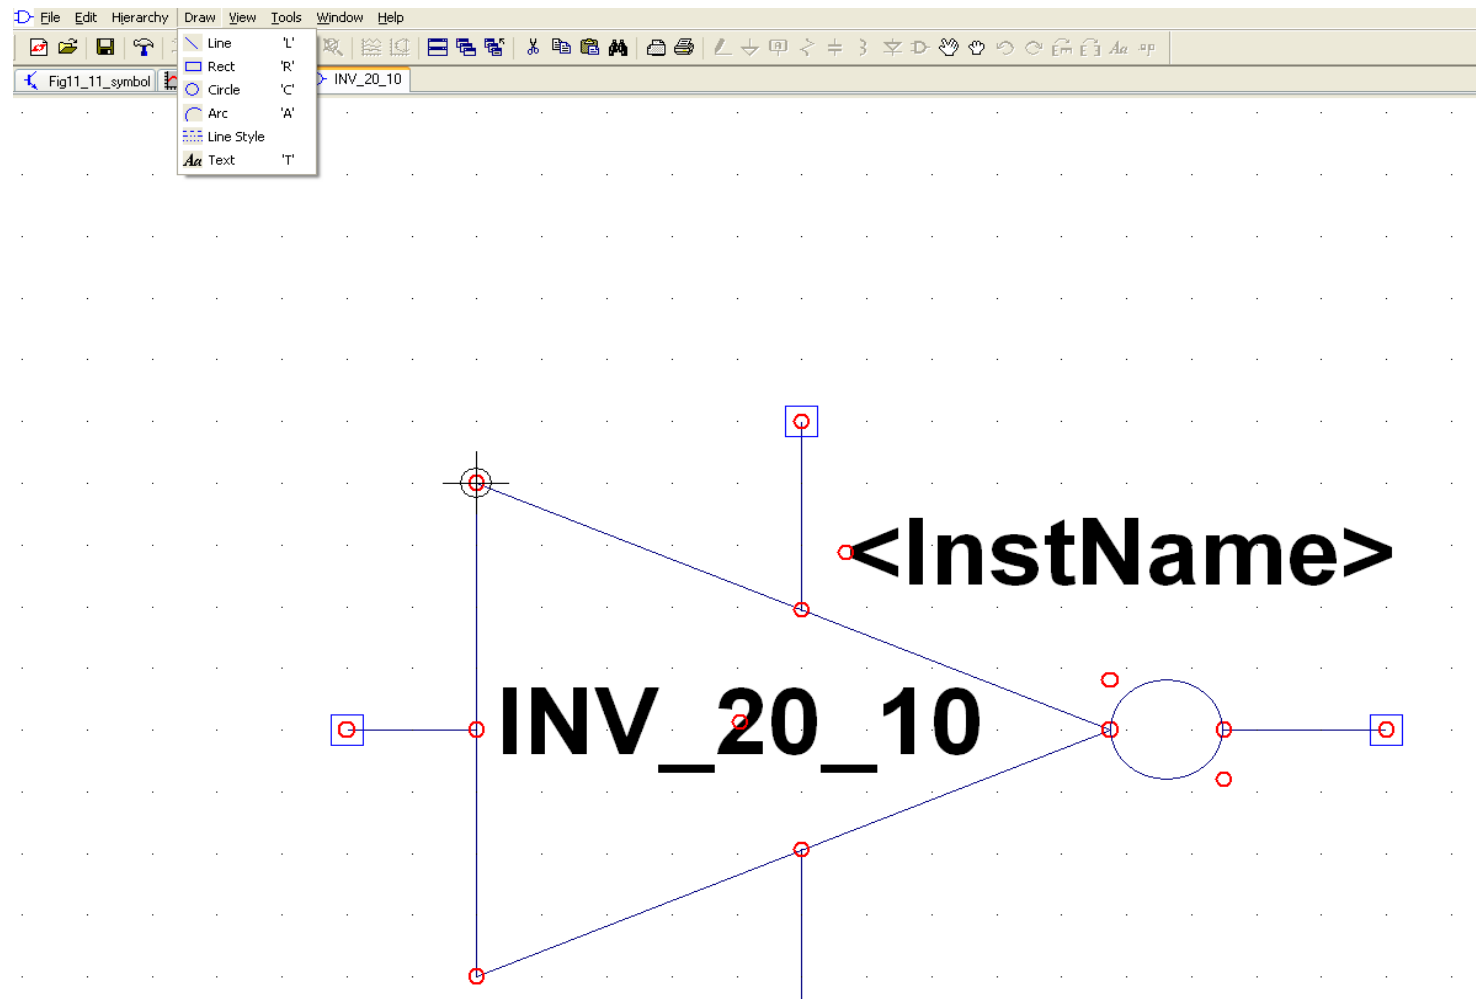 File Edit Hierarchy Draw View Tools Window Help
Fig11_11_symbol INV_20_10
Line 'L'
Rect 'R'
Circle 'C'
Arc 'A'
Line Style
Aa Text 'T'
<InstName>
INV_20_10